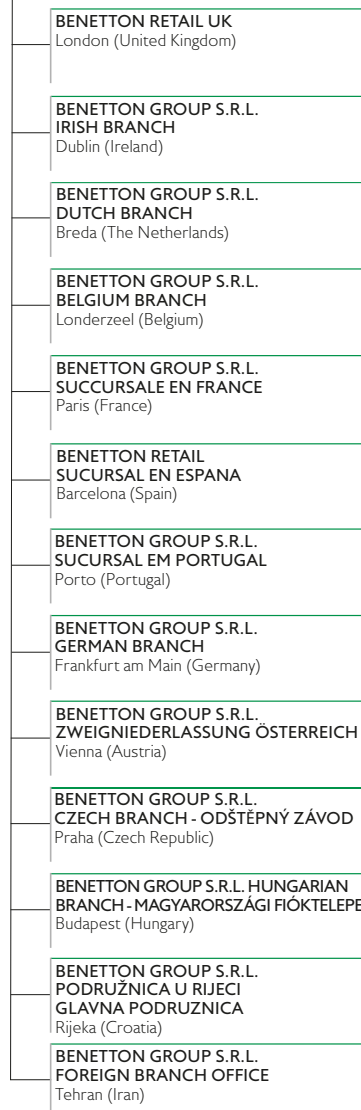 BENETTON RETAIL UK
London (United Kingdom)
BENETTON GROUP S.R.L.
IRISH BRANCH
Dublin (Ireland)
BENETTON GROUP S.R.L.
DUTCH BRANCH
Breda (The Netherlands)
BENETTON GROUP S.R.L.
BELGIUM BRANCH
Londerzeel (Belgium)
BENETTON GROUP S.R.L.
SUCCURSALE EN FRANCE
Paris (France)
BENETTON RETAIL
SUCURSAL EN ESPANA
Barcelona (Spain)
BENETTON GROUP S.R.L.
SUCURSAL EM PORTUGAL
Porto (Portugal)
BENETTON GROUP S.R.L.
GERMAN BRANCH
Frankfurt am Main (Germany)
BENETTON GROUP S.R.L.
ZWEIGNIEDERLASSUNG ÖSTERREICH
Vienna (Austria)
BENETTON GROUP S.R.L.
CZECH BRANCH - ODŠTĚPNÝ ZÁVOD
Praha (Czech Republic)
BENETTON GROUP S.R.L. HUNGARIAN
BRANCH - MAGYARORSZÁGI FIÓKTELEPE
Budapest (Hungary)
BENETTON GROUP S.R.L.
PODRUŽNICA U RIJECI
GLAVNA PODRUZNICA
Rijeka (Croatia)
BENETTON GROUP S.R.L.
FOREIGN BRANCH OFFICE
Tehran (Iran)